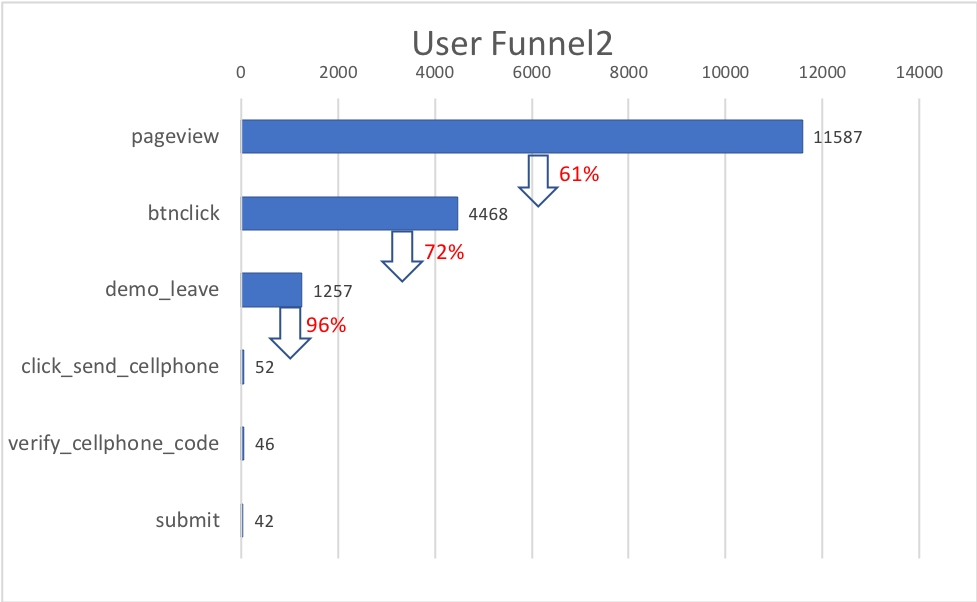 User Funnel2
0 2000 4000 6000 8000 10000 12000 14000
pageview 11587
61%
btnclick 4468
72%
demo_leave 1257
96%
click_send_cellphone 52
verify_cellphone_code 46
submit 42